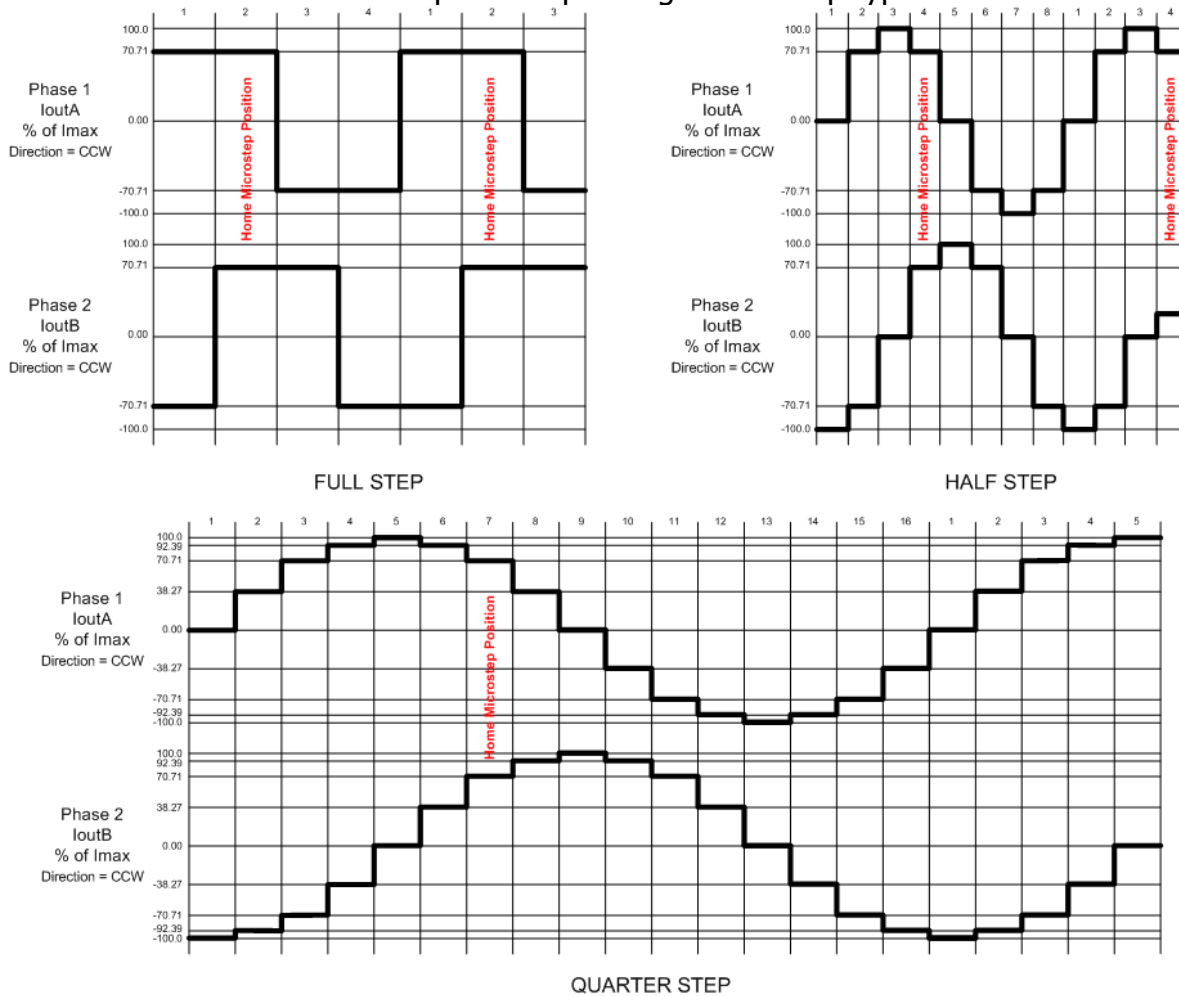 1 2 3 4 1 2 3
100.0
70.71
Phase 1
IoutA
% of Imax
Direction = CCW
0.00
-70.71
-100.0
Home Microstep Position
Home Microstep Position
100.0
70.71
Phase 2
IoutB
% of Imax
Direction = CCW
0.00
-70.71
-100.0
FULL STEP
1 2 3 4 5 6 7 8 1 2 3 4
100.0
70.71
Phase 1
IoutA
% of Imax
Direction = CCW
0.00
-70.71
-100.0
Home Microstep Position
Home Microstep Position
100.0
70.71
Phase 2
IoutB
% of Imax
Direction = CCW
0.00
-70.71
-100.0
HALF STEP
1 2 3 4 5 6 7 8 9 10 11 12 13 14 15 16 1 2 3 4 5
100.0
92.39
70.71
38.27
Phase 1
IoutA
% of Imax
Direction = CCW
0.00
-38.27
-70.71
-92.39
-100.0
Home Microstep Position
100.0
92.39
70.71
38.27
Phase 2
IoutB
% of Imax
Direction = CCW
0.00
-38.27
-70.71
-92.39
-100.0
QUARTER STEP